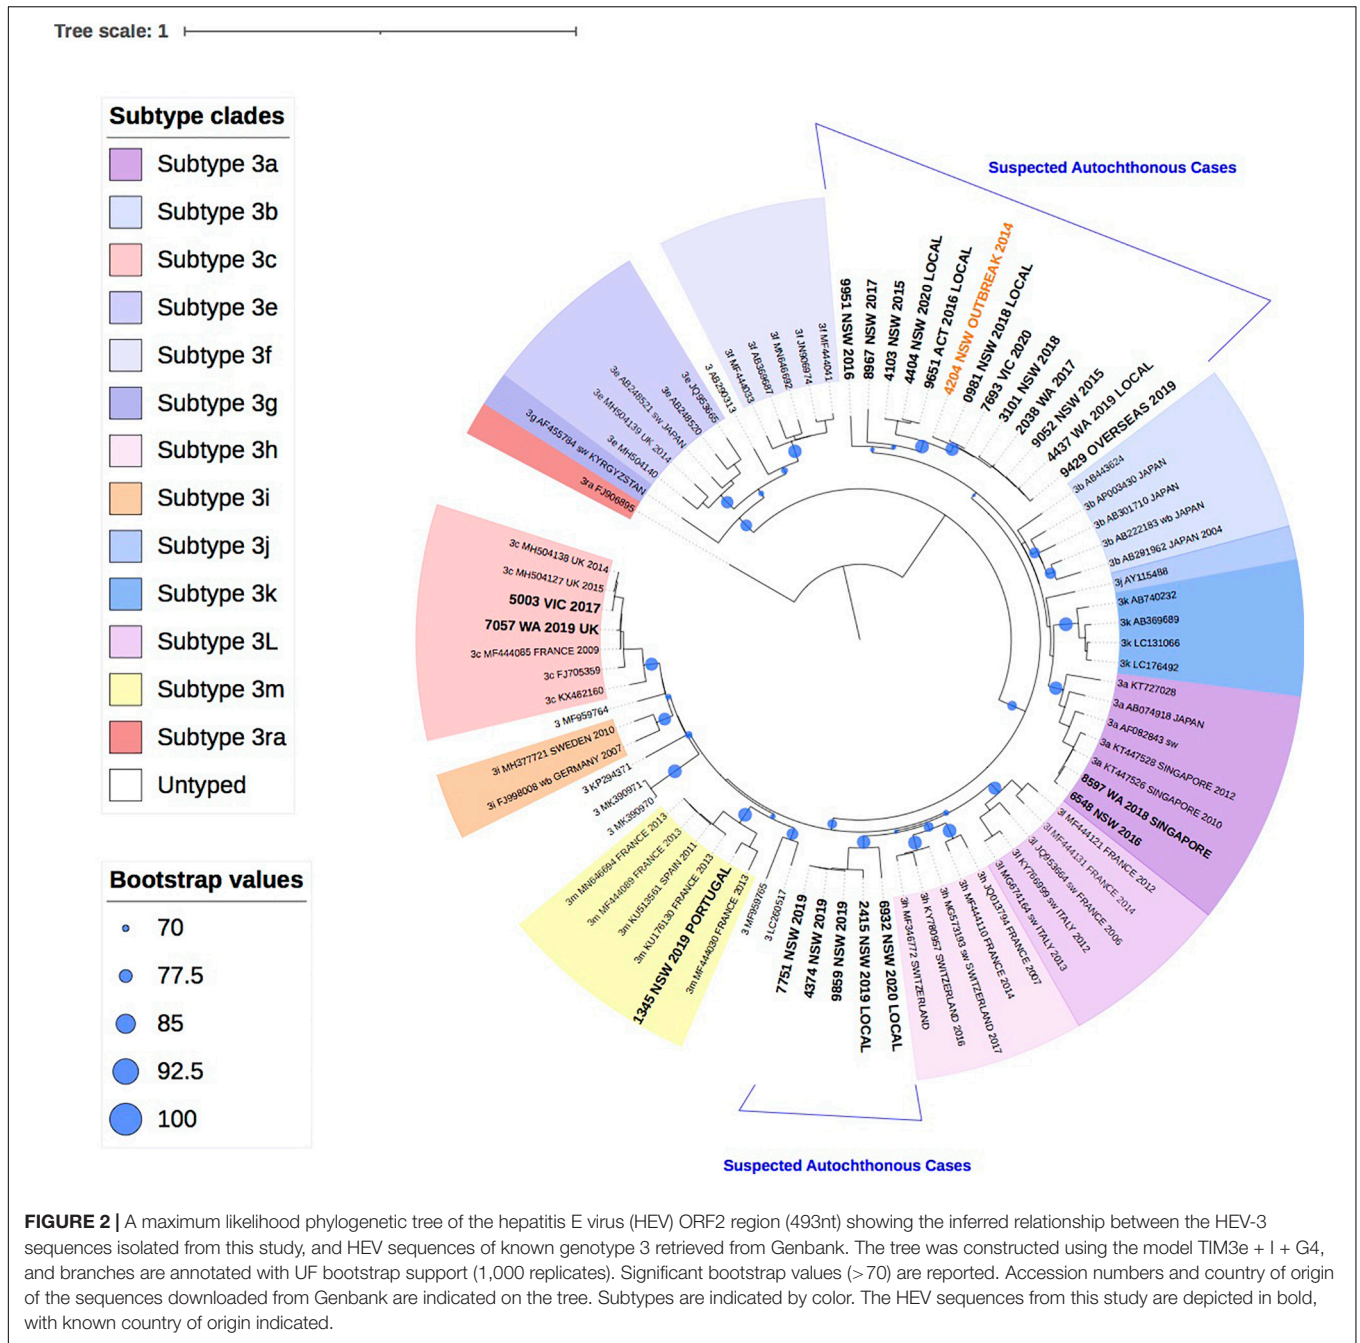 Tree scale: 1
Subtype clades
Subtype 3a
Subtype 3b
Subtype 3c
Subtype 3e
Subtype 3f
Subtype 3g
Subtype 3h
Subtype 3i
Subtype 3j
Subtype 3k
Subtype 3L
Subtype 3m
Subtype 3ra
Untyped
Bootstrap values
70
77.5
85
92.5
100
Suspected Autochthonous Cases
9951 NSW 2016
8967 NSW 2017
4103 NSW 2015
4404 NSW 2020 LOCAL
9651 ACT 2016 LOCAL
4204 NSW OUTBREAK 2014
0981 NSW 2018 LOCAL
7693 VIC 2020
3101 NSW 2018
2038 WA 2017
9052 NSW 2015
4437 WA 2019 LOCAL
9429 OVERSEAS 2019
3b AB443624
3b AP003430 JAPAN
3b AB301710 JAPAN
3b AB222183 wb JAPAN
3b AB291962 JAPAN 2004
3j AY115488
3k AB740232
3k AB369689
3k LC131066
3k LC176492
3a KT727028
3a AB074918 JAPAN
3a AF082843 sw
3a KT447528 SINGAPORE 2012
3a KT447526 SINGAPORE 2010
8597 WA 2018 SINGAPORE
6548 NSW 2016
3l MF444121 FRANCE 2012
3l MF444131 FRANCE 2014
3l JQ953664 sw FRANCE 2006
3l KY766999 sw ITALY 2012
3l MG674164 sw ITALY 2013
3h JQ013794 FRANCE 2007
3h MF444110 FRANCE 2014
3h MG573193 sw SWITZERLAND 2017
3h KY780957 SWITZERLAND 2016
3h MF346772 SWITZERLAND
6932 NSW 2020 LOCAL
2415 NSW 2019 LOCAL
9859 NSW 2019
4374 NSW 2019
7751 NSW 2019
3 LC260517
3 MF959765
3m MF444030 FRANCE 2013
1345 NSW 2019 PORTUGAL
3m KU176130 FRANCE 2013
3m KU513561 SPAIN 2011
3m MF444089 FRANCE 2013
3m MN646694 FRANCE 2013
3 MK390970
3 MK390971
3 KP294371
3i FJ998008 wb GERMANY 2007
3i MH377721 SWEDEN 2010
3 MF959764
3c KX462160
3c FJ705359
3c MF444085 FRANCE 2009
7057 WA 2019 UK
5003 VIC 2017
3c MH504127 UK 2015
3c MH504138 UK 2014
3ra FJ906895
3g AF455784 sw KYRGYZSTAN
3e MH504140
3e MH504139 UK 2014
3e AB248521 sw JAPAN
3e AB248520
3e JQ953665
3 AB290313
3f MF444033
3f AB369687
3f MN646692
3f JN906974
3f MF444041
Suspected Autochthonous Cases
FIGURE 2 | A maximum likelihood phylogenetic tree of the hepatitis E virus (HEV) ORF2 region (493nt) showing the inferred relationship between the HEV-3
sequences isolated from this study, and HEV sequences of known genotype 3 retrieved from Genbank. The tree was constructed using the model TIM3e + I + G4,
and branches are annotated with UF bootstrap support (1,000 replicates). Significant bootstrap values (>70) are reported. Accession numbers and country of origin
of the sequences downloaded from Genbank are indicated on the tree. Subtypes are indicated by color. The HEV sequences from this study are depicted in bold,
with known country of origin indicated.